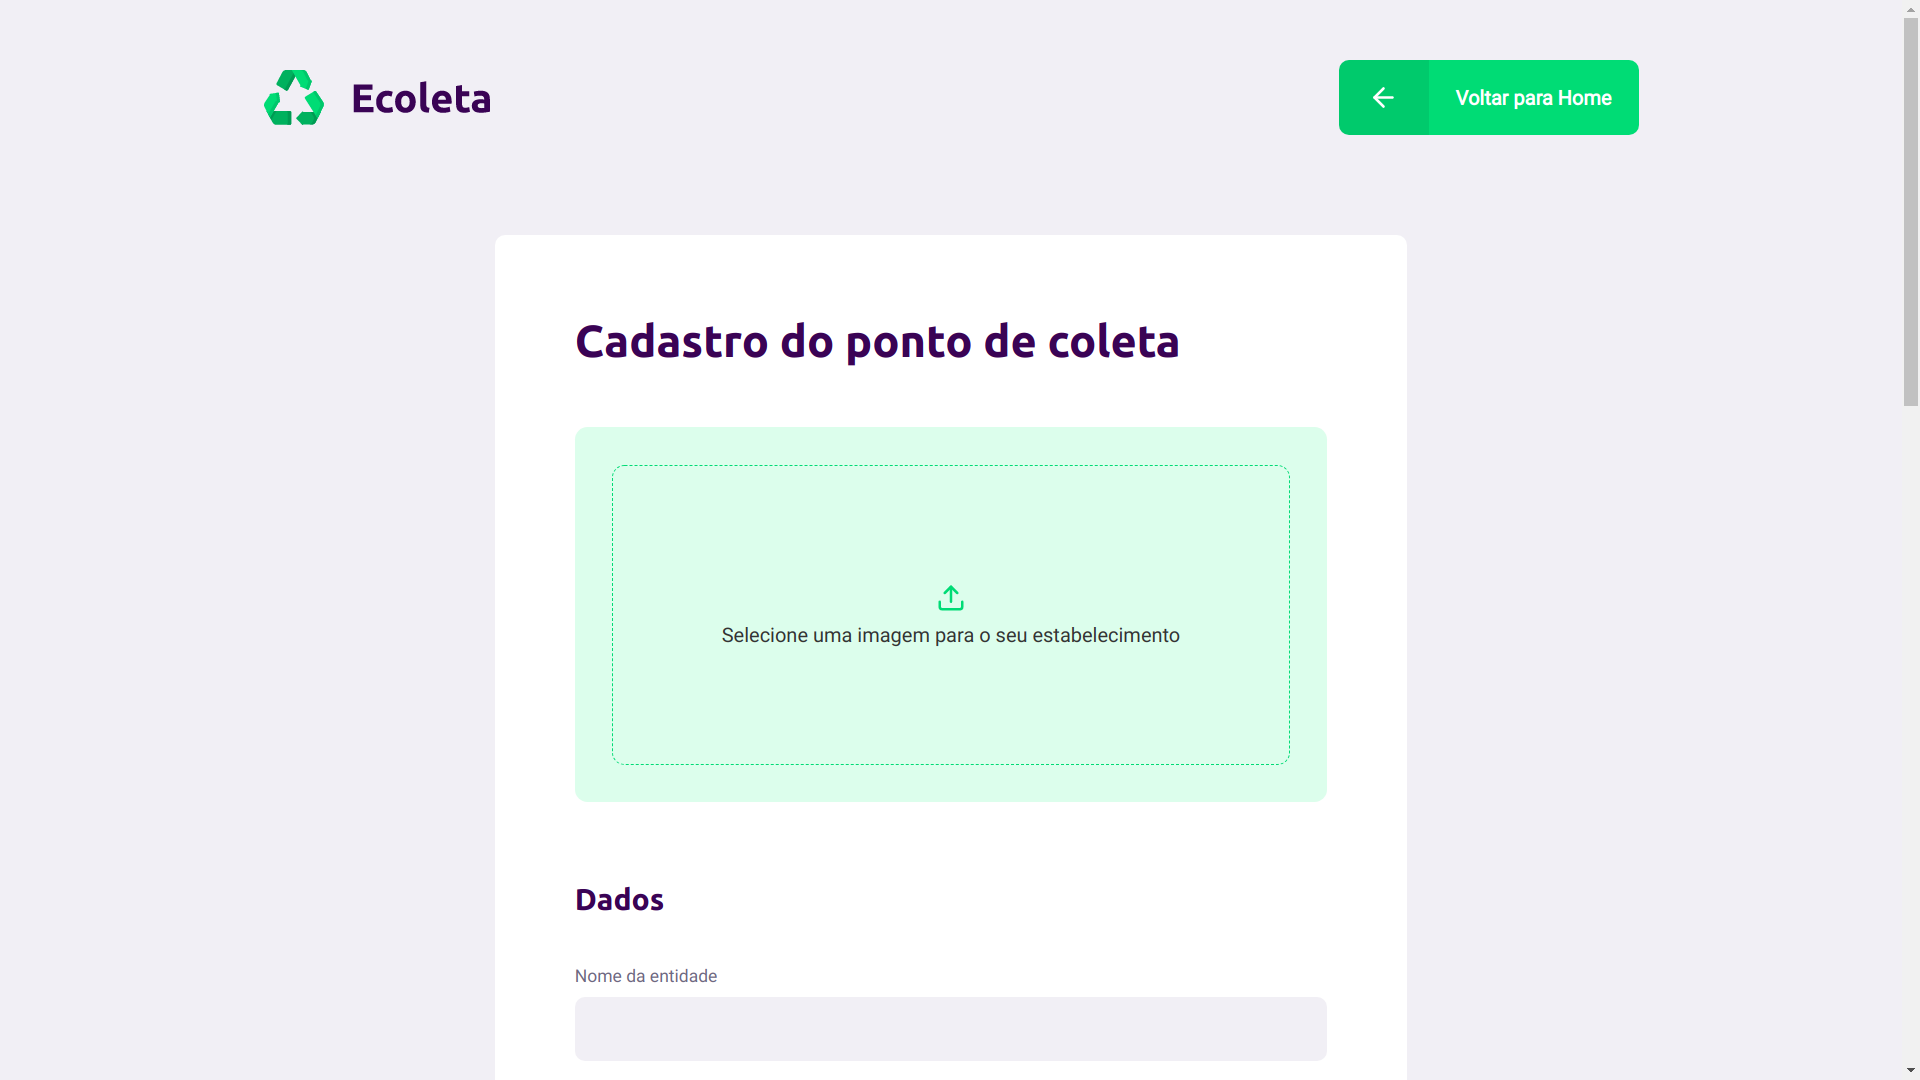 Ecoleta
Voltar para Home
Cadastro do ponto de coleta
Selecione uma imagem para o seu estabelecimento
Dados
Nome da entidade